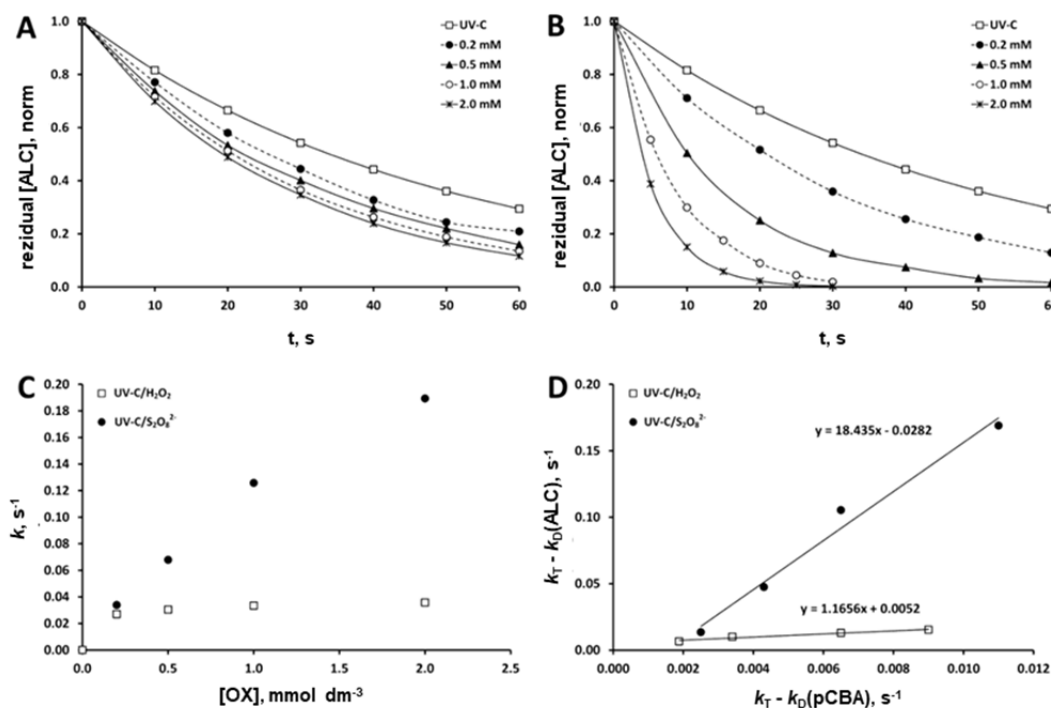 A
UV-C
0.2 mM
0.5 mM
1.0 mM
2.0 mM
1.0
0.8
0.6
0.4
0.2
0.0
0 10 20 30 40 50 60
rezidual [ALC], norm
t, s
B
UV-C
0.2 mM
0.5 mM
1.0 mM
2.0 mM
1.0
0.8
0.6
0.4
0.2
0.0
0 10 20 30 40 50
rezidual [ALC], norm
t, s
C
UV-C/H₂O₂
UV-C/S₂O₈²⁻
0.20
0.18
0.16
0.14
0.12
0.10
0.08
0.06
0.04
0.02
0.00
0.0 0.5 1.0 1.5 2.0 2.5
k, s⁻¹
[OX], mmol dm⁻³
D
UV-C/H₂O₂
UV-C/S₂O₈²⁻
y = 18.435x - 0.0282
y = 1.1656x + 0.0052
0.20
0.15
0.10
0.05
0.00
0.000 0.002 0.004 0.006 0.008 0.010 0.012
k_T - k_D(ALC), s⁻¹
k_T - k_D(pCBA), s⁻¹